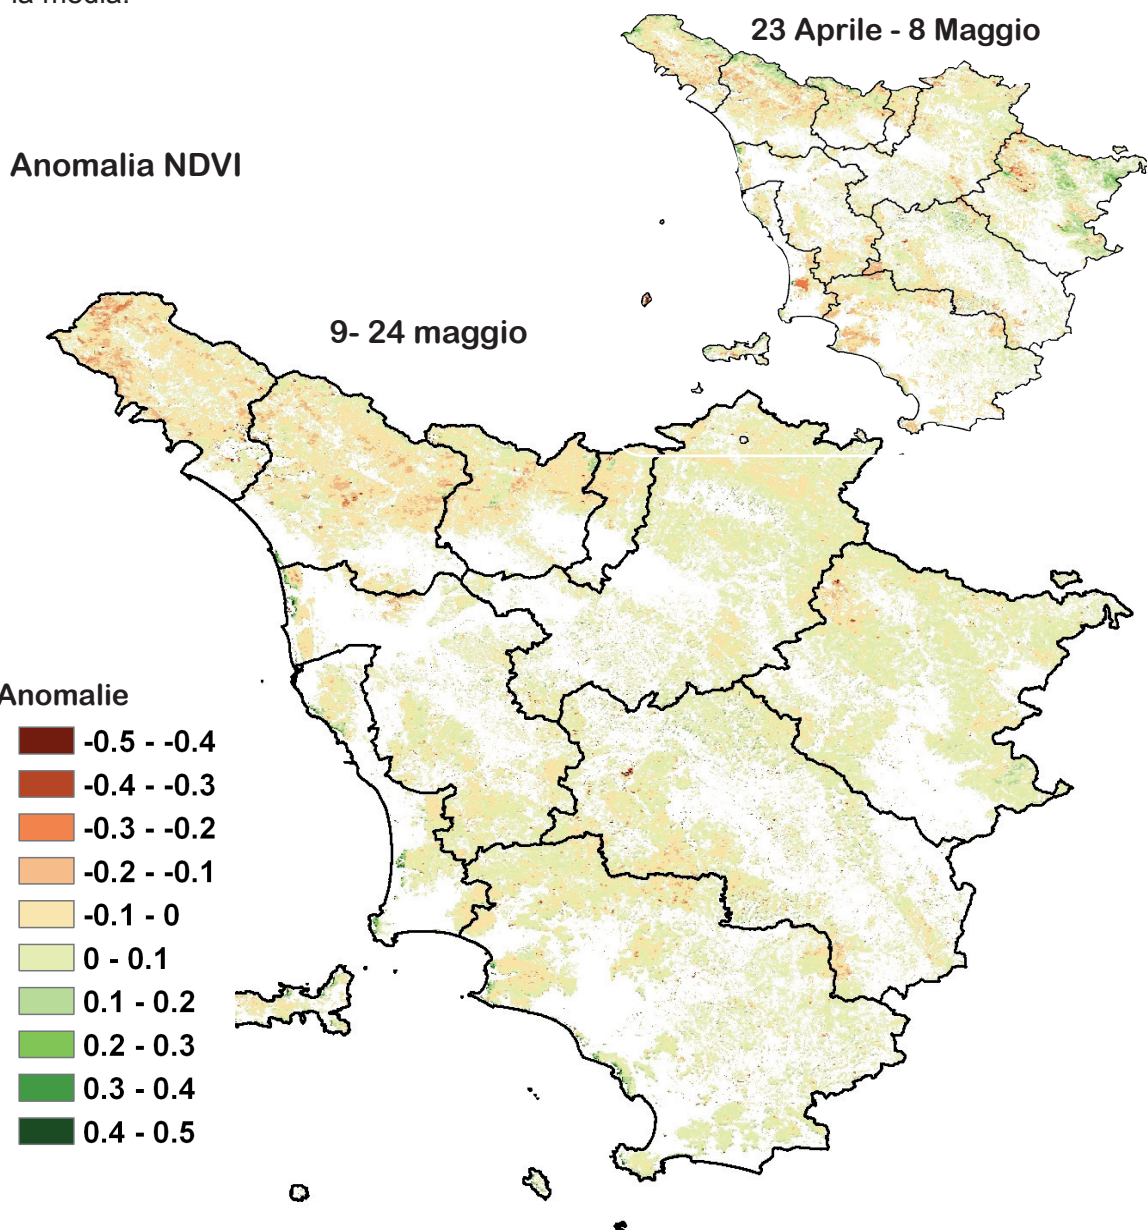 la media.
23 Aprile - 8 Maggio
Anomalia NDVI
9- 24 maggio
Anomalie
-0.5 - -0.4
-0.4 - -0.3
-0.3 - -0.2
-0.2 - -0.1
-0.1 - 0
0 - 0.1
0.1 - 0.2
0.2 - 0.3
0.3 - 0.4
0.4 - 0.5